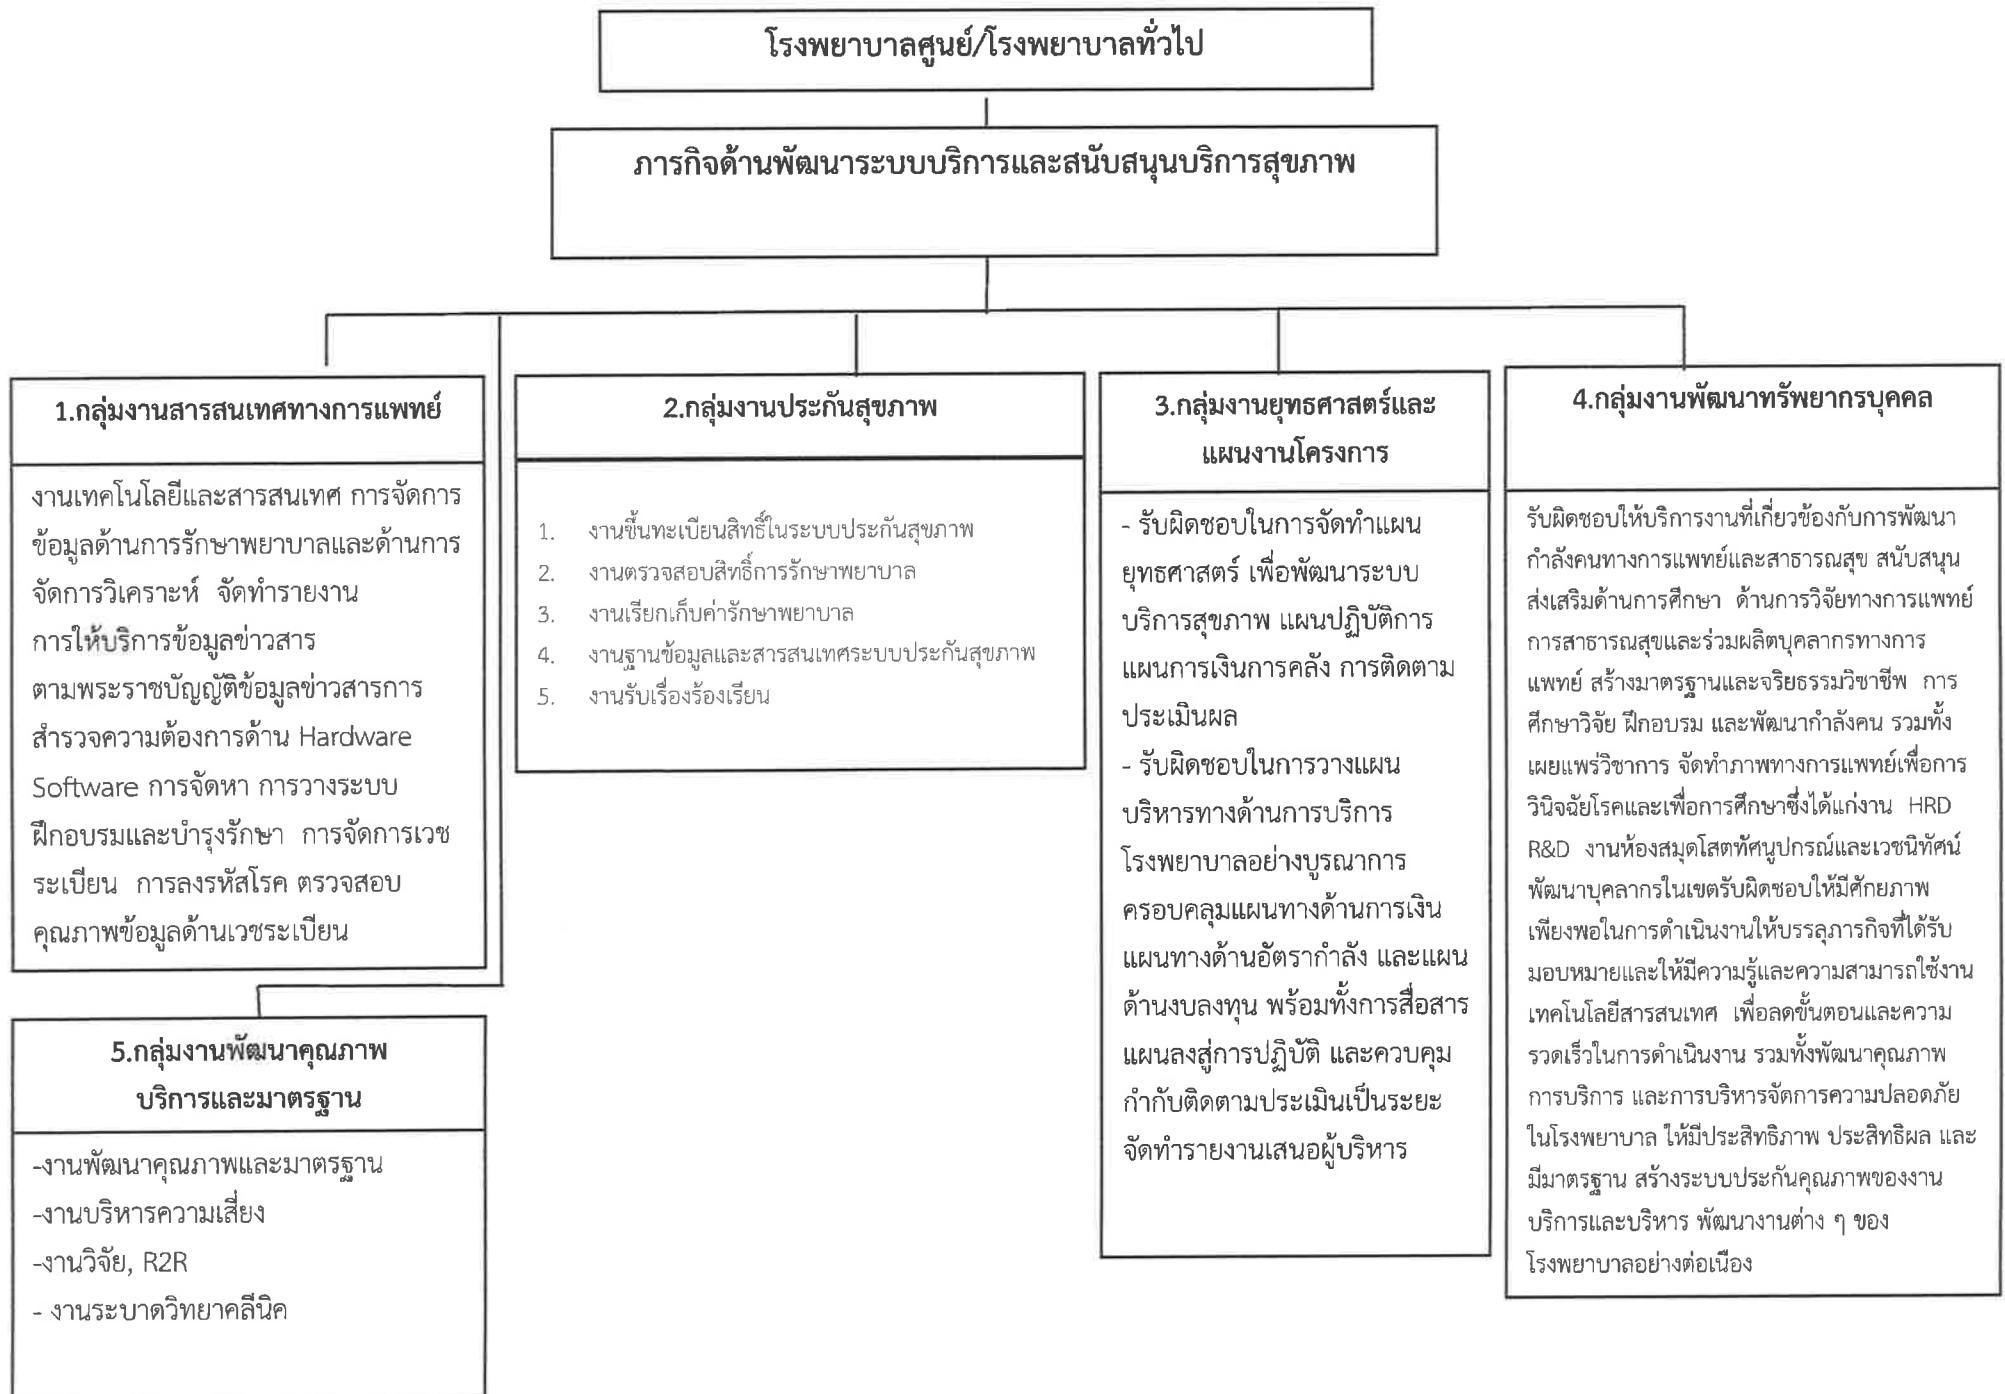 โรงพยาบาลศูนย์/โรงพยาบาลทั่วไป
ภารกิจด้านพัฒนาระบบบริการและสนับสนุนบริการสุขภาพ
1.กลุ่มงานสารสนเทศทางการแพทย์
งานเทคโนโลยีและสารสนเทศ การจัดการ
ข้อมูลด้านการรักษาพยาบาลและด้านการ
จัดการวิเคราะห์ จัดทำรายงาน
การให้บริการข้อมูลข่าวสาร
ตามพระราชบัญญัติข้อมูลข่าวสารการ
สำรวจความต้องการด้าน Hardware
Software การจัดหา การวางระบบ
ฝึกอบรมและบำรุงรักษา การจัดการเวช
ระเบียน การลงรหัสโรค ตรวจสอบ
คุณภาพข้อมูลด้านเวชระเบียน
2.กลุ่มงานประกันสุขภาพ
1. งานขึ้นทะเบียนสิทธิ์ในระบบประกันสุขภาพ
2. งานตรวจสอบสิทธิ์การรักษาพยาบาล
3. งานเรียกเก็บค่ารักษาพยาบาล
4. งานฐานข้อมูลและสารสนเทศระบบประกันสุขภาพ
5. งานรับเรื่องร้องเรียน
3.กลุ่มงานยุทธศาสตร์และ
แผนงานโครงการ
- รับผิดชอบในการจัดทำแผน
ยุทธศาสตร์ เพื่อพัฒนาระบบ
บริการสุขภาพ แผนปฏิบัติการ
แผนการเงินการคลัง การติดตาม
ประเมินผล
- รับผิดชอบในการวางแผน
บริหารทางด้านการบริการ
โรงพยาบาลอย่างบูรณาการ
ครอบคลุมแผนทางด้านการเงิน
แผนทางด้านอัตรากำลัง และแผน
ด้านงบลงทุน พร้อมทั้งการสื่อสาร
แผนลงสู่การปฏิบัติ และควบคุม
กำกับติดตามประเมินเป็นระยะ
จัดทำรายงานเสนอผู้บริหาร
4.กลุ่มงานพัฒนาทรัพยากรบุคคล
รับผิดชอบให้บริการงานที่เกี่ยวข้องกับการพัฒนา
กำลังคนทางการแพทย์และสาธารณสุข สนับสนุน
ส่งเสริมด้านการศึกษา ด้านการวิจัยทางการแพทย์
การสาธารณสุขและร่วมผลิตบุคลากรทางการ
แพทย์ สร้างมาตรฐานและจริยธรรมวิชาชีพ การ
ศึกษาวิจัย ฝึกอบรม และพัฒนากำลังคน รวมทั้ง
เผยแพร่วิชาการ จัดทำภาพทางการแพทย์เพื่อการ
วินิจฉัยโรคและเพื่อการศึกษาซึ่งได้แก่งาน HRD
R&D งานห้องสมุดโสตทัศนูปกรณ์และเวชนิทัศน์
พัฒนาบุคลากรในเขตรับผิดชอบให้มีศักยภาพ
เพียงพอในการดำเนินงานให้บรรลุภารกิจที่ได้รับ
มอบหมายและให้มีความรู้และความสามารถใช้งาน
เทคโนโลยีสารสนเทศ เพื่อลดขั้นตอนและความ
รวดเร็วในการดำเนินงาน รวมทั้งพัฒนาคุณภาพ
การบริการ และการบริหารจัดการความปลอดภัย
ในโรงพยาบาล ให้มีประสิทธิภาพ ประสิทธิผล และ
มีมาตรฐาน สร้างระบบประกันคุณภาพของงาน
บริการและบริหาร พัฒนางานต่าง ๆ ของ
โรงพยาบาลอย่างต่อเนื่อง
5.กลุ่มงานพัฒนาคุณภาพ
บริการและมาตรฐาน
-งานพัฒนาคุณภาพและมาตรฐาน
-งานบริหารความเสี่ยง
-งานวิจัย, R2R
- งานระบาดวิทยาคลีนิค